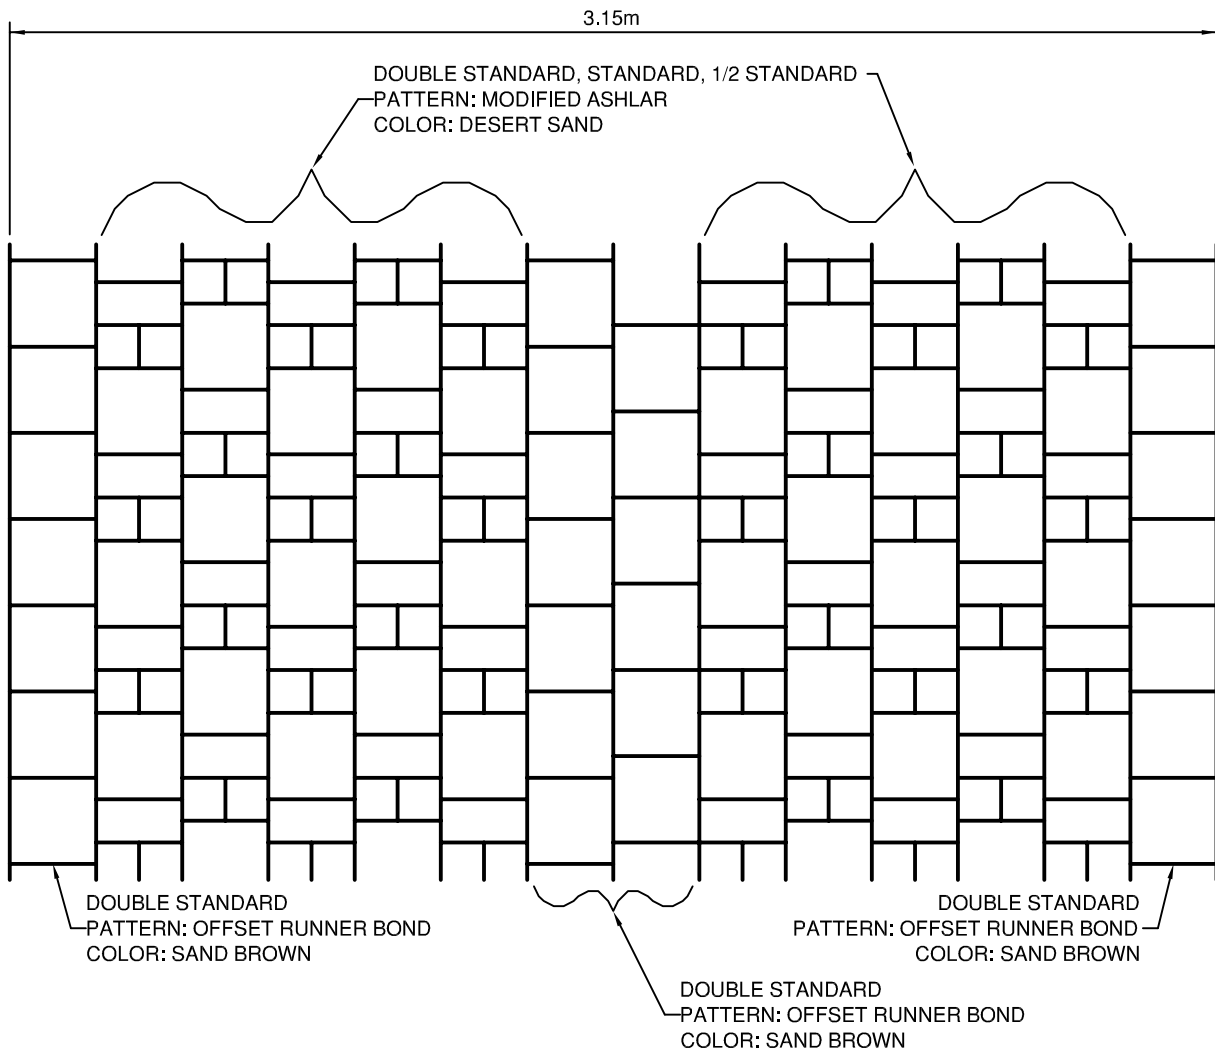 3.15m
DOUBLE STANDARD, STANDARD, 1/2 STANDARD
PATTERN: MODIFIED ASHLAR
COLOR: DESERT SAND
DOUBLE STANDARD
PATTERN: OFFSET RUNNER BOND
COLOR: SAND BROWN
DOUBLE STANDARD
PATTERN: OFFSET RUNNER BOND
COLOR: SAND BROWN
DOUBLE STANDARD
PATTERN: OFFSET RUNNER BOND
COLOR: SAND BROWN